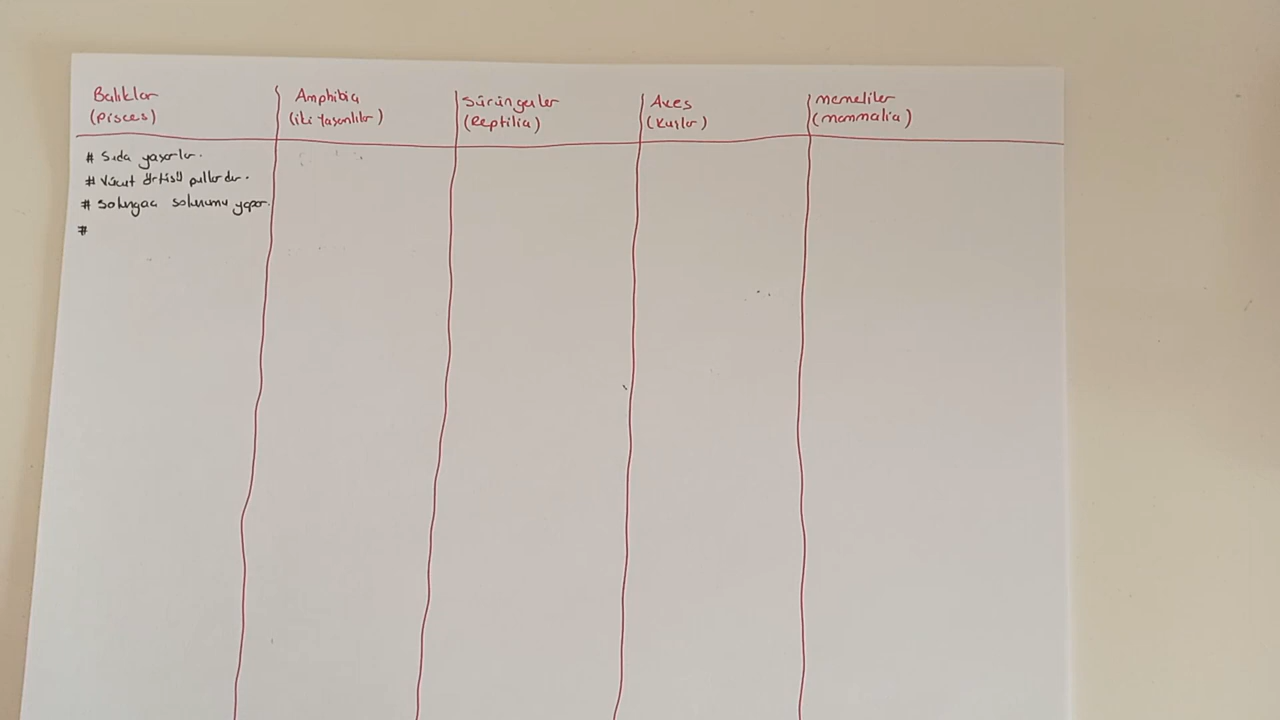 Balıklar
(Pisces)
Amphibia
(iki Yaşamlılar)
Sürüngenler
(Reptilia)
Aves
(Kuşlar)
memeliler
(mammalia)
# Suda yaşarlar.
# Vücut örtüsü pullardır.
# Solungaç solunumu yapar.
#